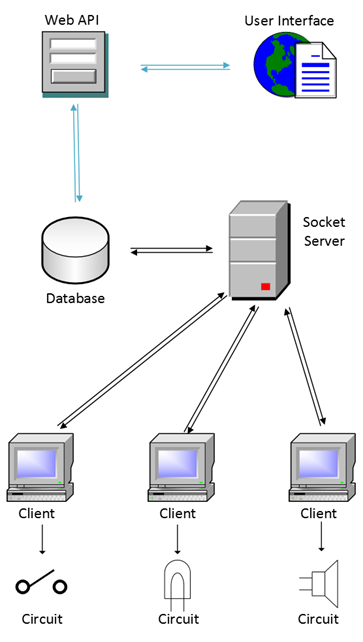 Web API
User Interface
Socket
Server
Database
Client
Client
Client
Circuit
Circuit
Circuit